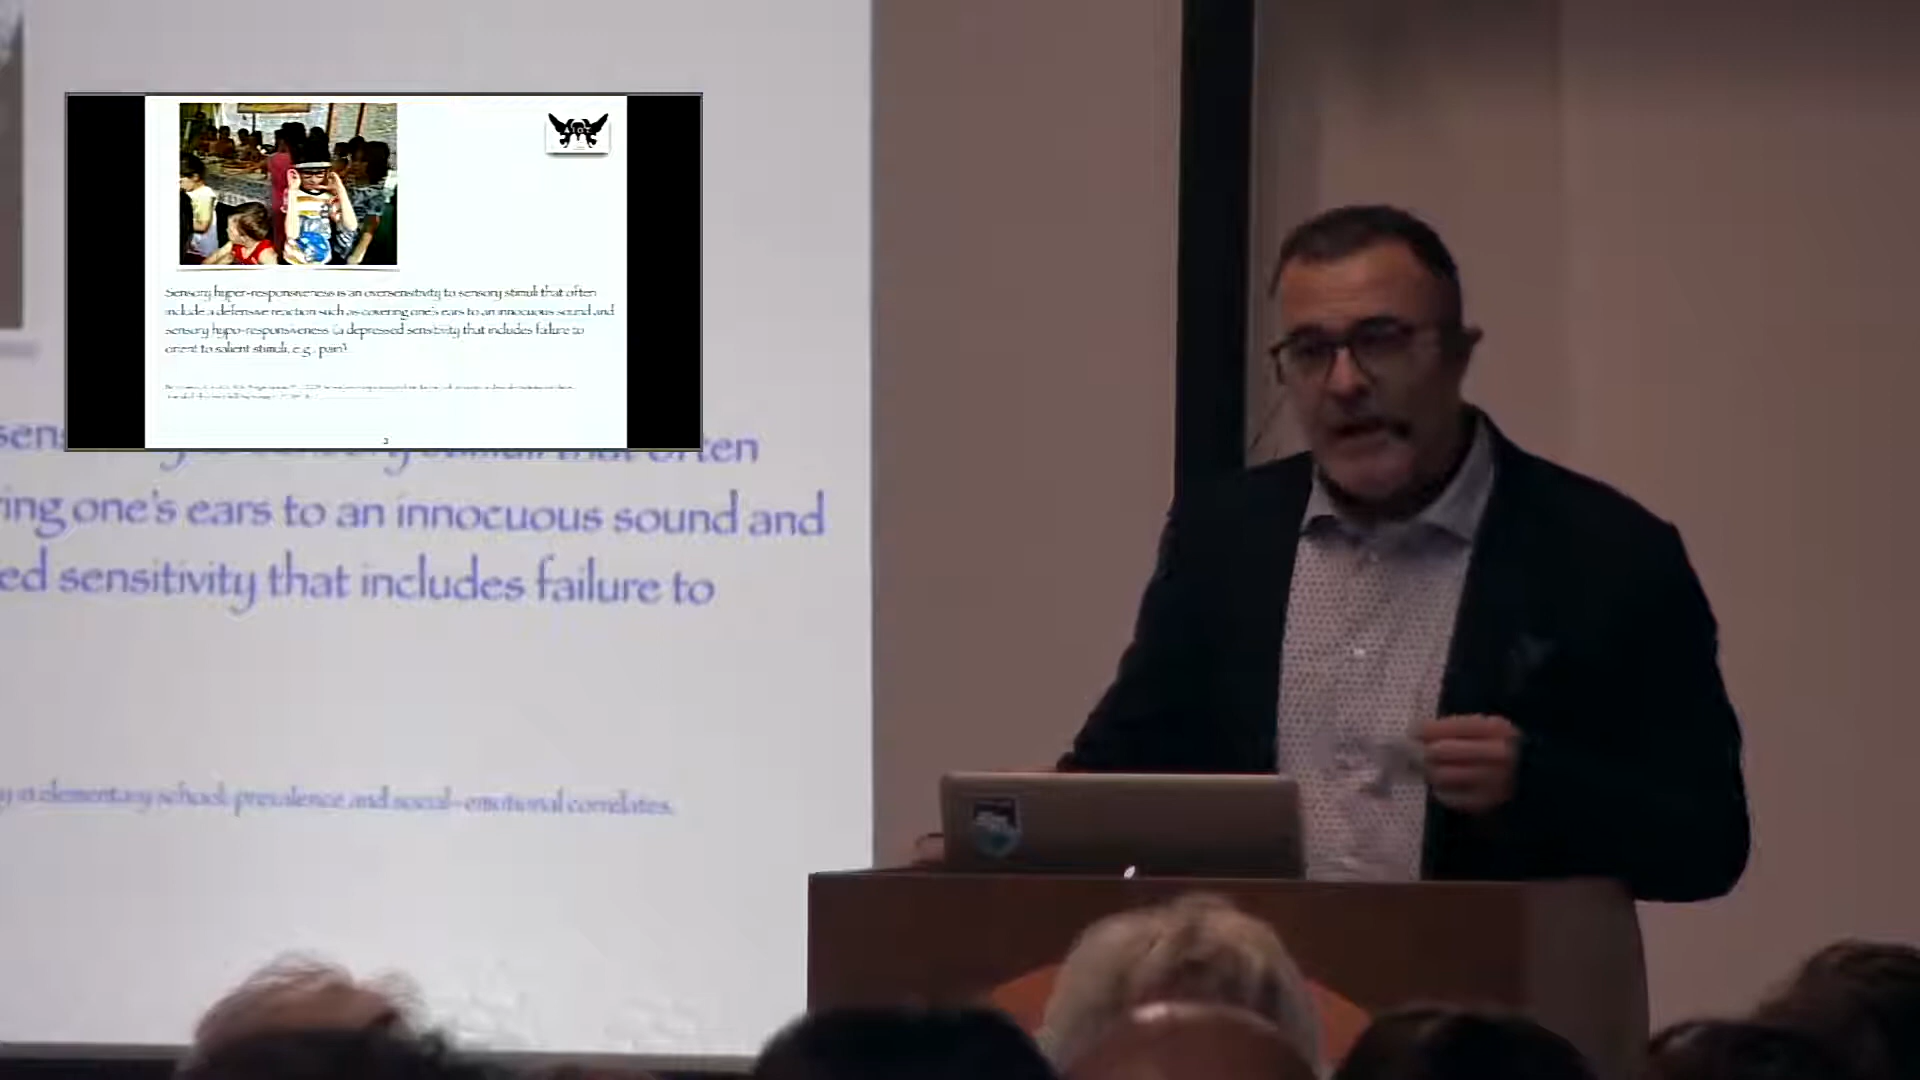 Sensory hyper-responsiveness is an oversensitivity to sensory stimuli that often
include a defensive reaction such as covering one's ears to an innocuous sound and
sensory hypo-responsiveness (a depressed sensitivity that includes failure to
orient to salient stimuli, e.g., pain)
2
often
ring one's ears to an innocuous sound and
ed sensitivity that includes failure to
elementary school: prevalence and social-emotional correlates.